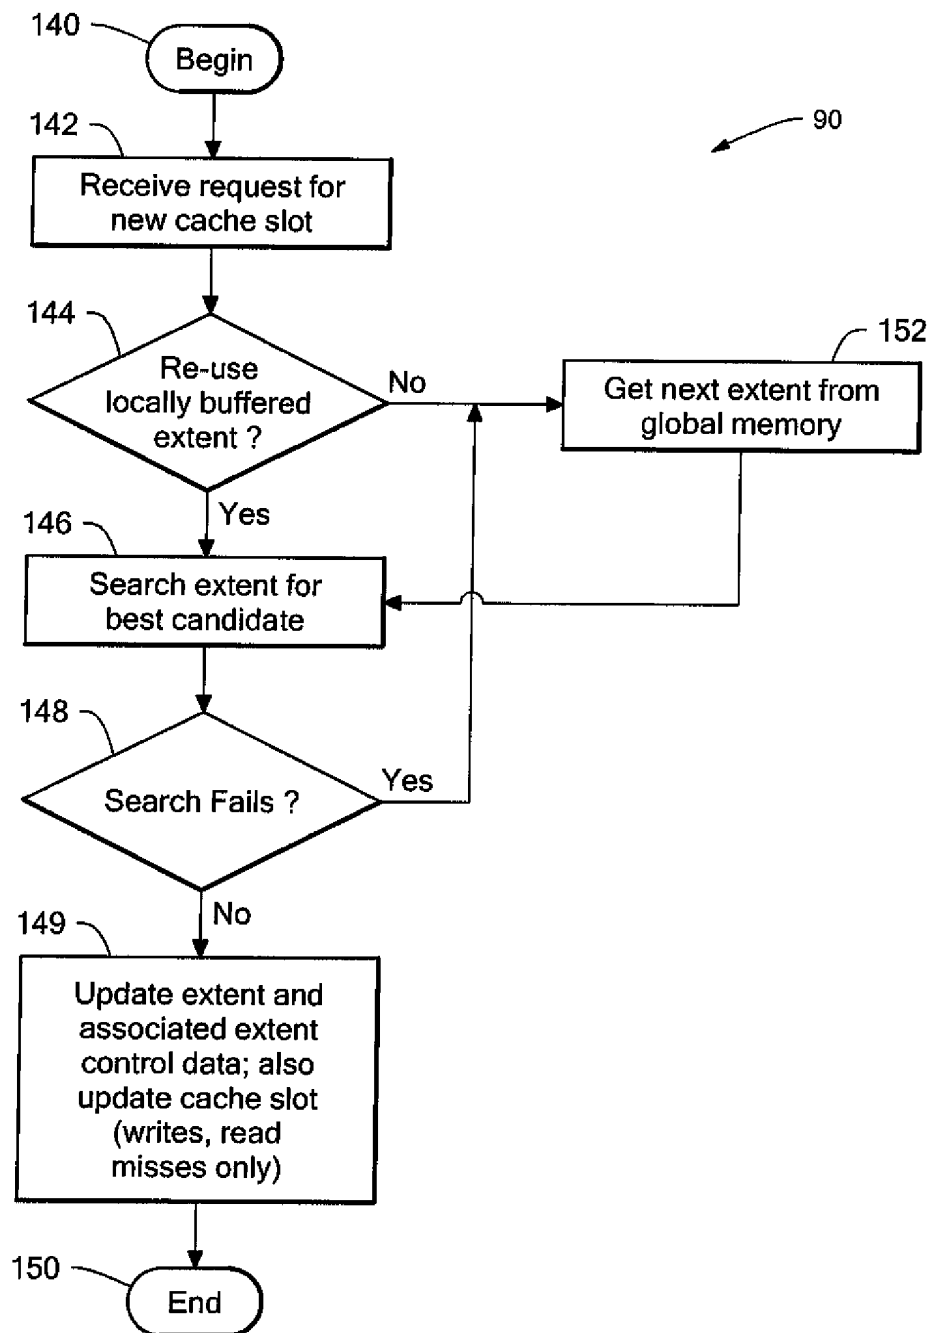 140
Begin
142
90
Receive request for
new cache slot
144
152
Re-use
locally buffered
extent ?
No
Get next extent from
global memory
Yes
146
Search extent for
best candidate
148
Yes
Search Fails ?
No
149
Update extent and
associated extent
control data; also
update cache slot
(writes, read
misses only)
150
End